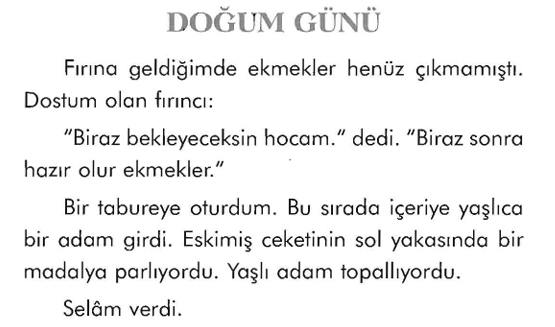 DOĞUM GÜNÜ
Fırına geldiğimde ekmekler henüz çıkmamıştı.
Dostum olan fırıncı:
"Biraz bekleyeceksin hocam." dedi. "Biraz sonra
hazır olur ekmekler."
Bir tabureye oturdum. Bu sırada içeriye yaşlıca
bir adam girdi. Eskimiş ceketinin sol yakasında bir
madalya parlıyordu. Yaşlı adam topallıyordu.
Selâm verdi.